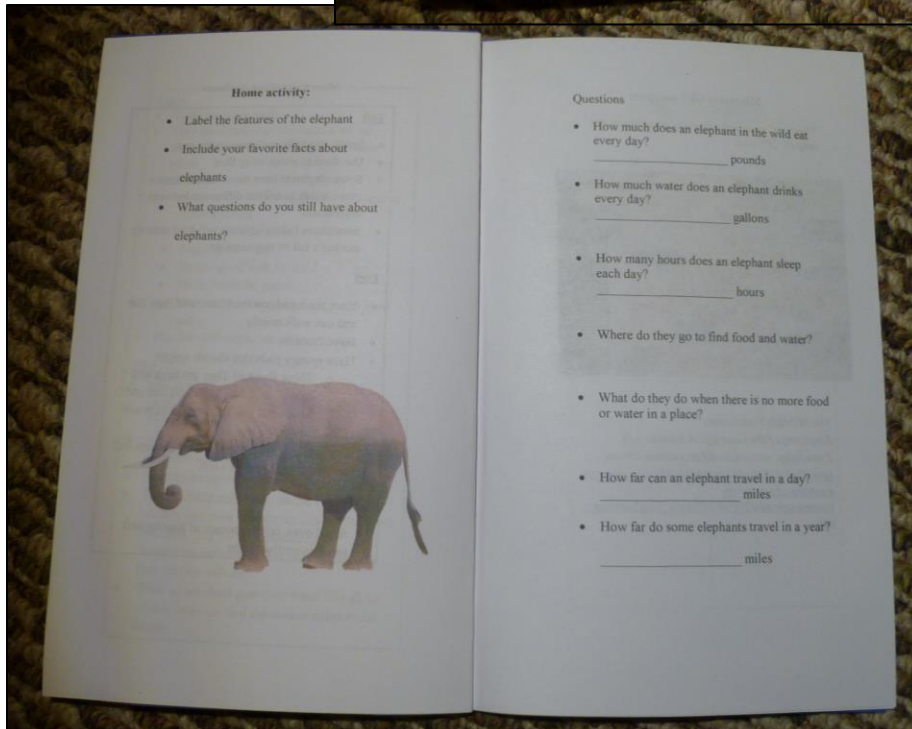 Home activity:
• Label the features of the elephant
• Include your favorite facts about
elephants
• What questions do you still have about
elephants?
Questions
• How much does an elephant in the wild eat
every day?
____________________ pounds
• How much water does an elephant drinks
every day?
____________________ gallons
• How many hours does an elephant sleep
each day?
____________________ hours
• Where do they go to find food and water?
• What do they do when there is no more food
or water in a place?
• How far can an elephant travel in a day?
____________________ miles
• How far do some elephants travel in a year?
____________________ miles